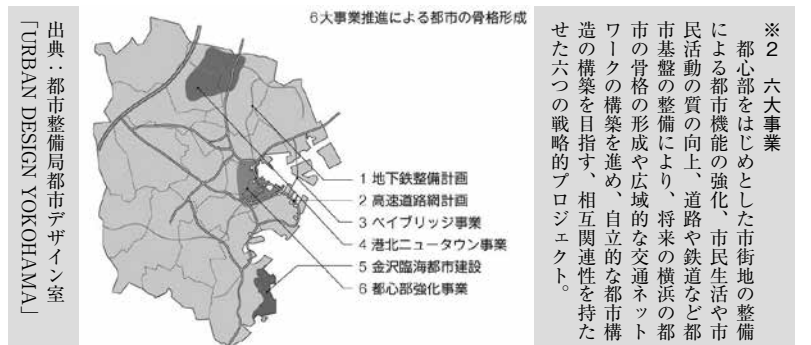 ※2　六大事業
　都心部をはじめとした市街地の整備
による都市機能の強化、市民生活や市
民活動の質の向上、道路や鉄道など都
市基盤の整備により、将来の横浜の都
市の骨格の形成や広域的な交通ネット
ワークの構築を進め、自立的な都市構
造の構築を目指す、相互関連性を持た
せた六つの戦略的プロジェクト。
6大事業推進による都市の骨格形成
1 地下鉄整備計画
2 高速道路網計画
3 ベイブリッジ事業
4 港北ニュータウン事業
5 金沢臨海都市建設
6 都心部強化事業
出典：都市整備局都市デザイン室
「URBAN DESIGN YOKOHAMA」